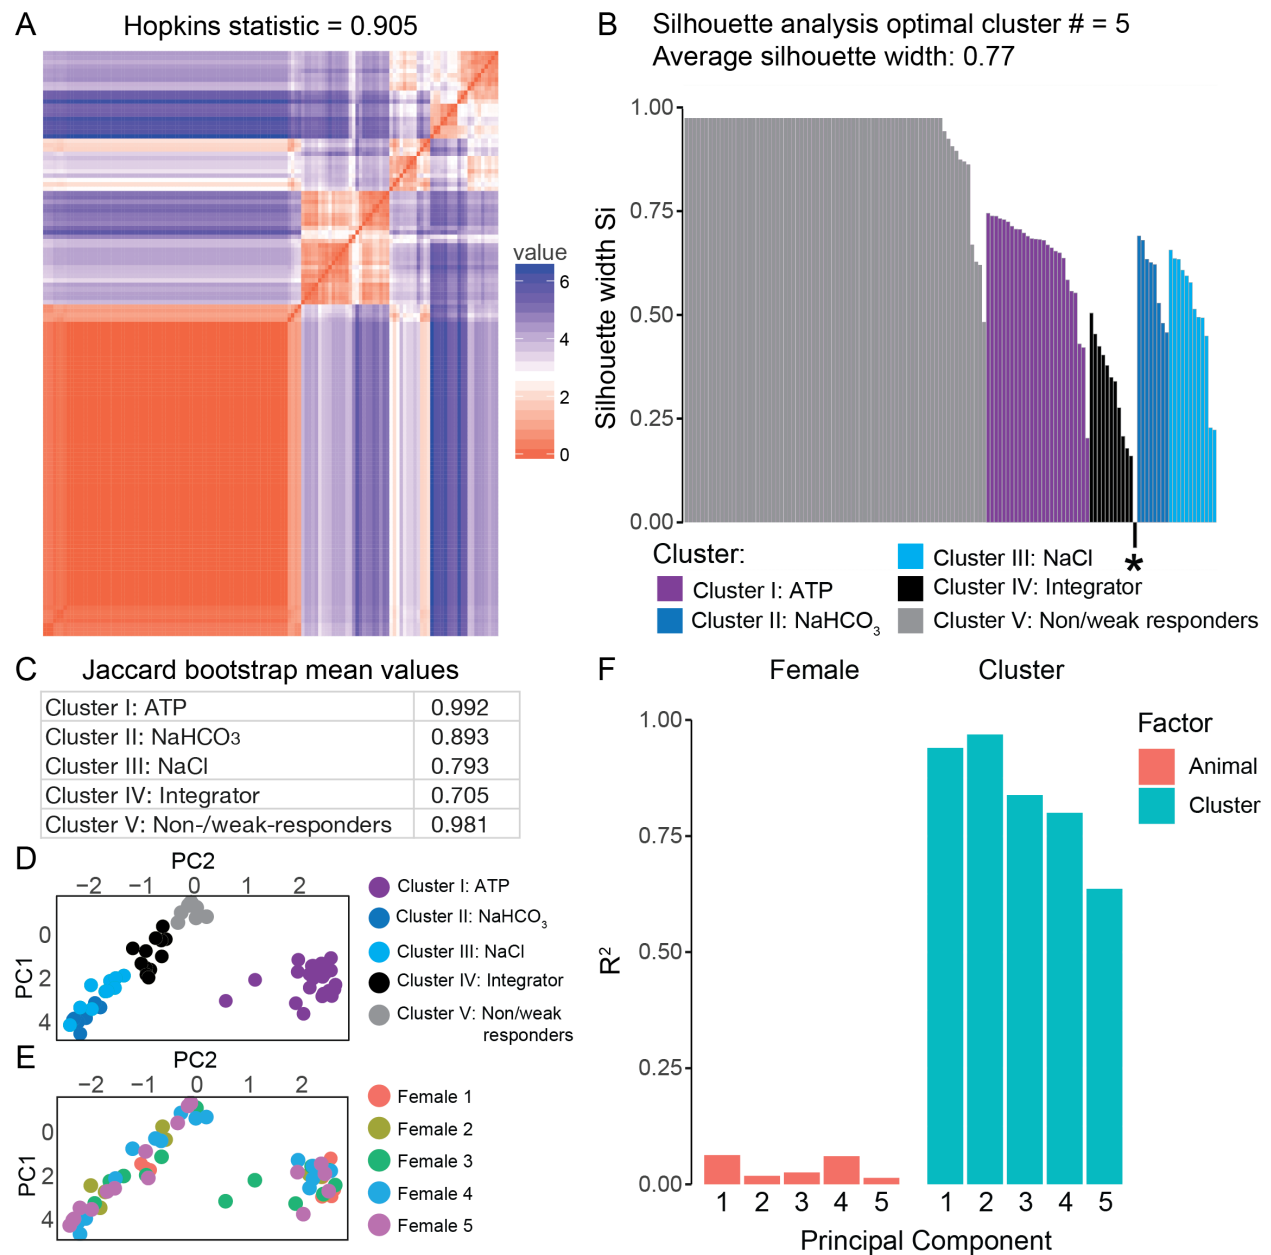 A
Hopkins statistic = 0.905
value
6
4
2
0
B
Silhouette analysis optimal cluster # = 5
Average silhouette width: 0.77
Silhouette width Si
1.00
0.75
0.50
0.25
0.00
*
Cluster:
Cluster I: ATP
Cluster II: NaHCO3
Cluster III: NaCl
Cluster IV: Integrator
Cluster V: Non/weak responders
C
Jaccard bootstrap mean values
Cluster I: ATP 0.992
Cluster II: NaHCO3 0.893
Cluster III: NaCl 0.793
Cluster IV: Integrator 0.705
Cluster V: Non-/weak-responders 0.981
D
PC2
−2 −1 0 1 2
PC1
0
2
4
Cluster I: ATP
Cluster II: NaHCO3
Cluster III: NaCl
Cluster IV: Integrator
Cluster V: Non/weak
responders
E
PC2
−2 −1 0 1 2
PC1
0
2
4
Female 1
Female 2
Female 3
Female 4
Female 5
F
Female Cluster
R2
1.00
0.75
0.50
0.25
0.00
1 2 3 4 5 1 2 3 4 5
Principal Component
Factor
Animal
Cluster